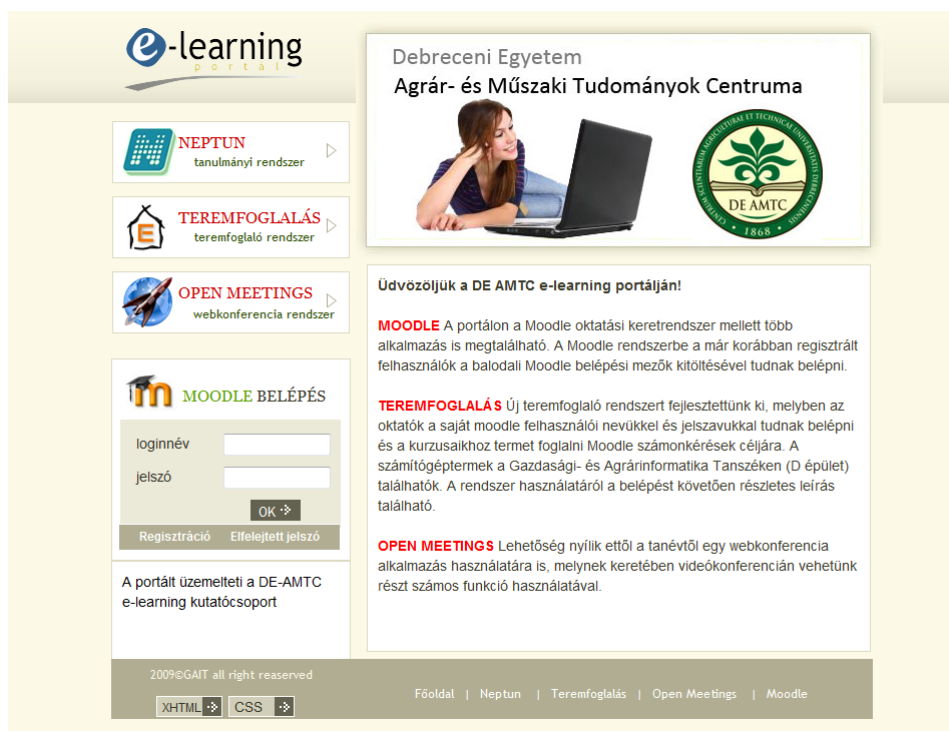 e-learning
portál
Debreceni Egyetem
Agrár- és Műszaki Tudományok Centruma
CENTRUM SCIENTIARUM AGRICULTURAE ET TECHNICAE UNIVERSITATIS DEBRECENIENSIS
DE AMTC
• 1868 •
NEPTUN
tanulmányi rendszer
TEREMFOGLALÁS
teremfoglaló rendszer
OPEN MEETINGS
webkonferencia rendszer
MOODLE BELÉPÉS
loginnév
jelszó
OK
Regisztráció Elfelejtett jelszó
A portált üzemelteti a DE-AMTC
e-learning kutatócsoport
Üdvözöljük a DE AMTC e-learning portálján!
MOODLE A portálon a Moodle oktatási keretrendszer mellett több
alkalmazás is megtalálható. A Moodle rendszerbe a már korábban regisztrált
felhasználók a balodali Moodle belépési mezők kitöltésével tudnak belépni.
TEREMFOGLALÁS Új teremfoglaló rendszert fejlesztettünk ki, melyben az
oktatók a saját moodle felhasználói nevükkel és jelszavukkal tudnak belépni
és a kurzusaikhoz termet foglalni Moodle számonkérések céljára. A
számítógéptermek a Gazdasági- és Agrárinformatika Tanszéken (D épület)
találhatók. A rendszer használatáról a belépést követően részletes leírás
található.
OPEN MEETINGS Lehetőség nyílik ettől a tanévtől egy webkonferencia
alkalmazás használatára is, melynek keretében videókonferencián vehetünk
részt számos funkció használatával.
2009©GAIT all right reaserved
XHTML CSS
Főoldal | Neptun | Teremfoglalás | Open Meetings | Moodle